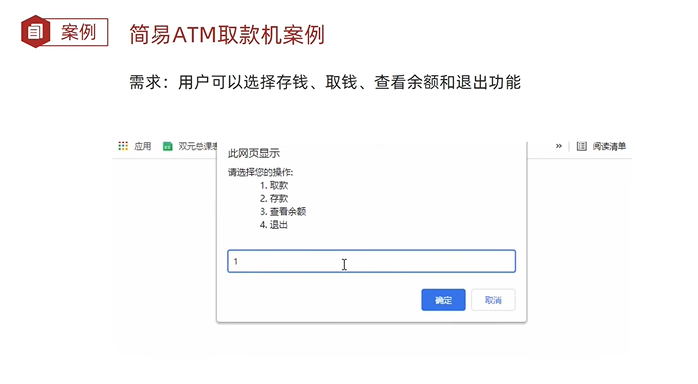 案例
简易ATM取款机案例
需求：用户可以选择存钱、取钱、查看余额和退出功能
应用 双元总课表 » 阅读清单
此网页显示
请选择您的操作:
1. 取款
2. 存款
3. 查看余额
4. 退出
1
确定 取消